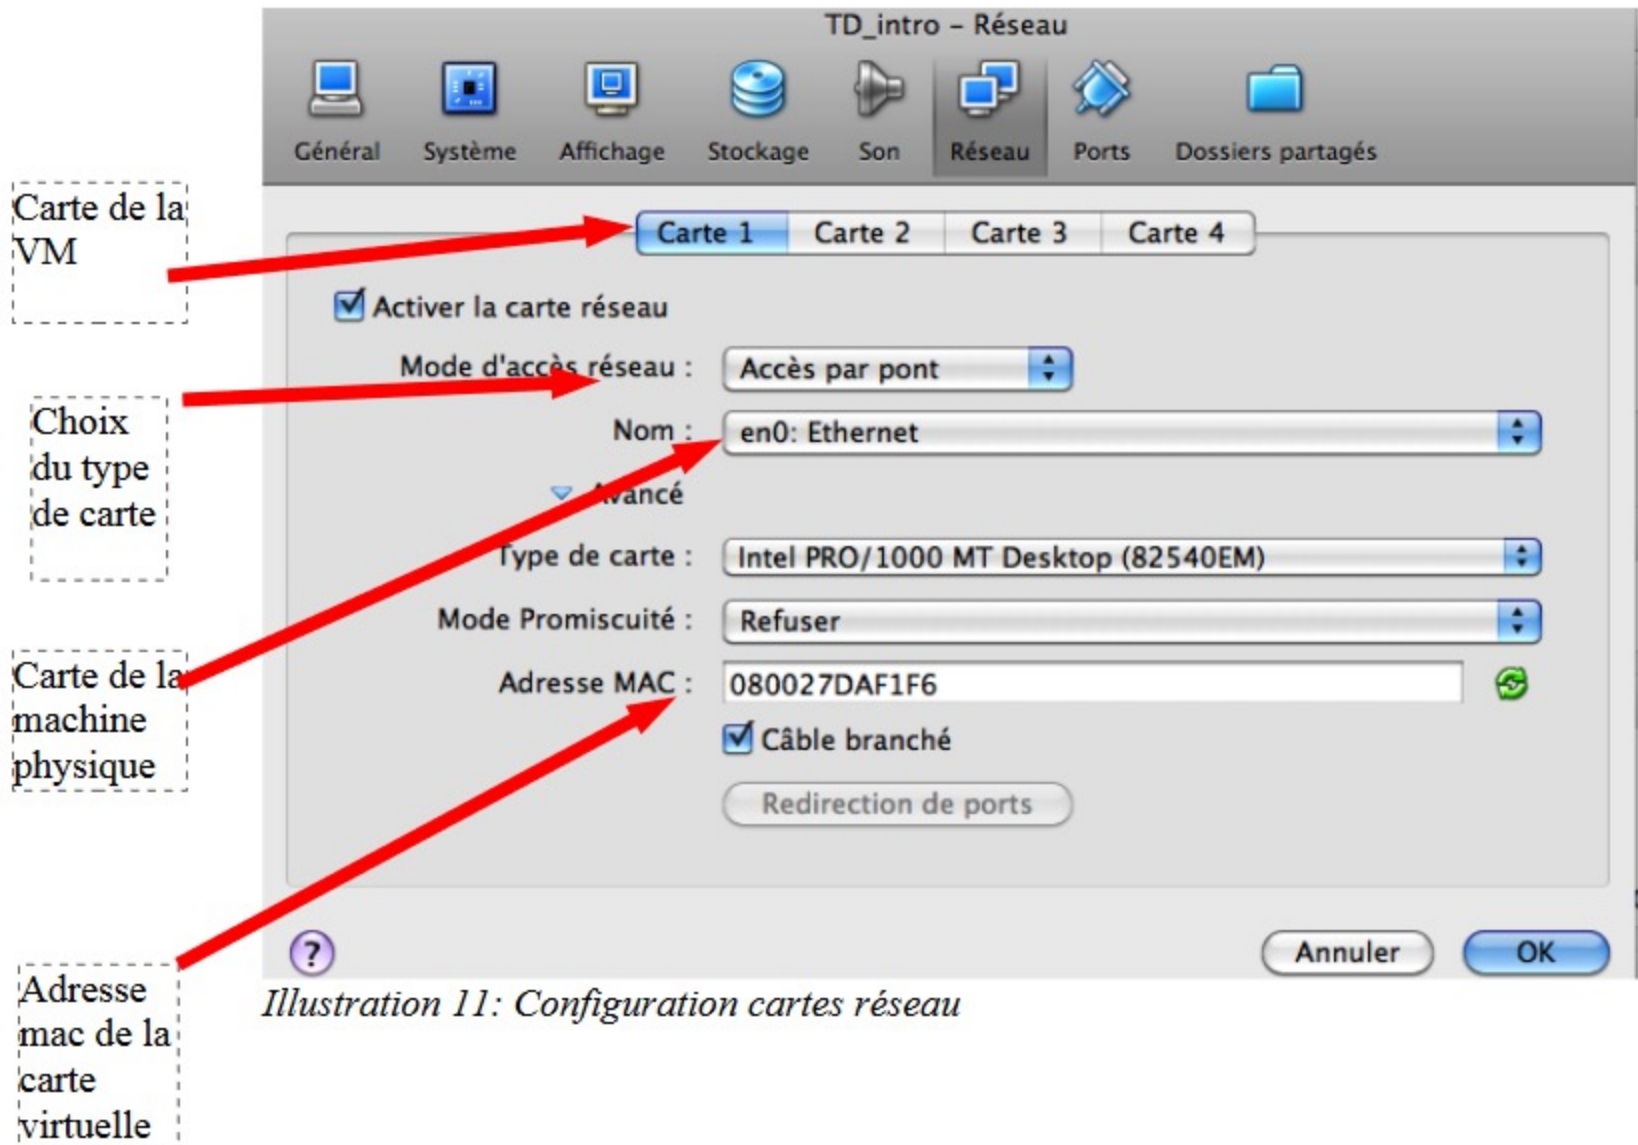 TD_intro – Réseau
Général Système Affichage Stockage Son Réseau Ports Dossiers partagés
Carte de la
VM
Carte 1 Carte 2 Carte 3 Carte 4
Activer la carte réseau
Mode d'accès réseau : Accès par pont
Choix
du type
de carte
Nom : en0: Ethernet
Avancé
Type de carte : Intel PRO/1000 MT Desktop (82540EM)
Mode Promiscuité : Refuser
Carte de la
machine
physique
Adresse MAC : 080027DAF1F6
Câble branché
Redirection de ports
? Annuler OK
Adresse
mac de la
carte
virtuelle
Illustration 11: Configuration cartes réseau